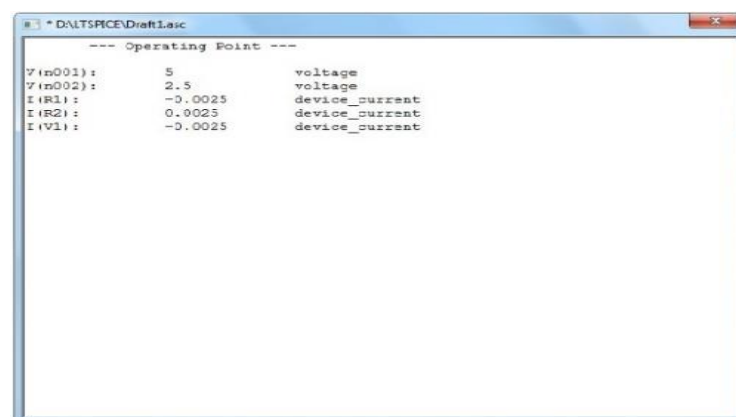 * D:\LTSPICE\Draft1.asc
--- Operating Point ---
V(n001): 5 voltage
V(n002): 2.5 voltage
I(R1): -0.0025 device_current
I(R2): 0.0025 device_current
I(V1): -0.0025 device_current